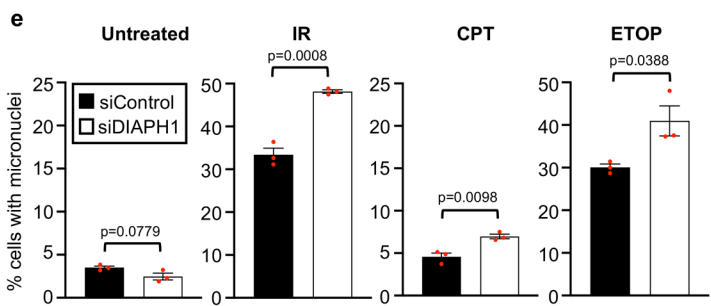 e
Untreated
IR
CPT
ETOP
p=0.0008
p=0.0388
p=0.0779
p=0.0098
% cells with micronuclei
siControl
siDIAPH1
25
20
15
10
5
0
50
40
30
20
10
0
25
20
15
10
5
0
50
40
30
20
10
0